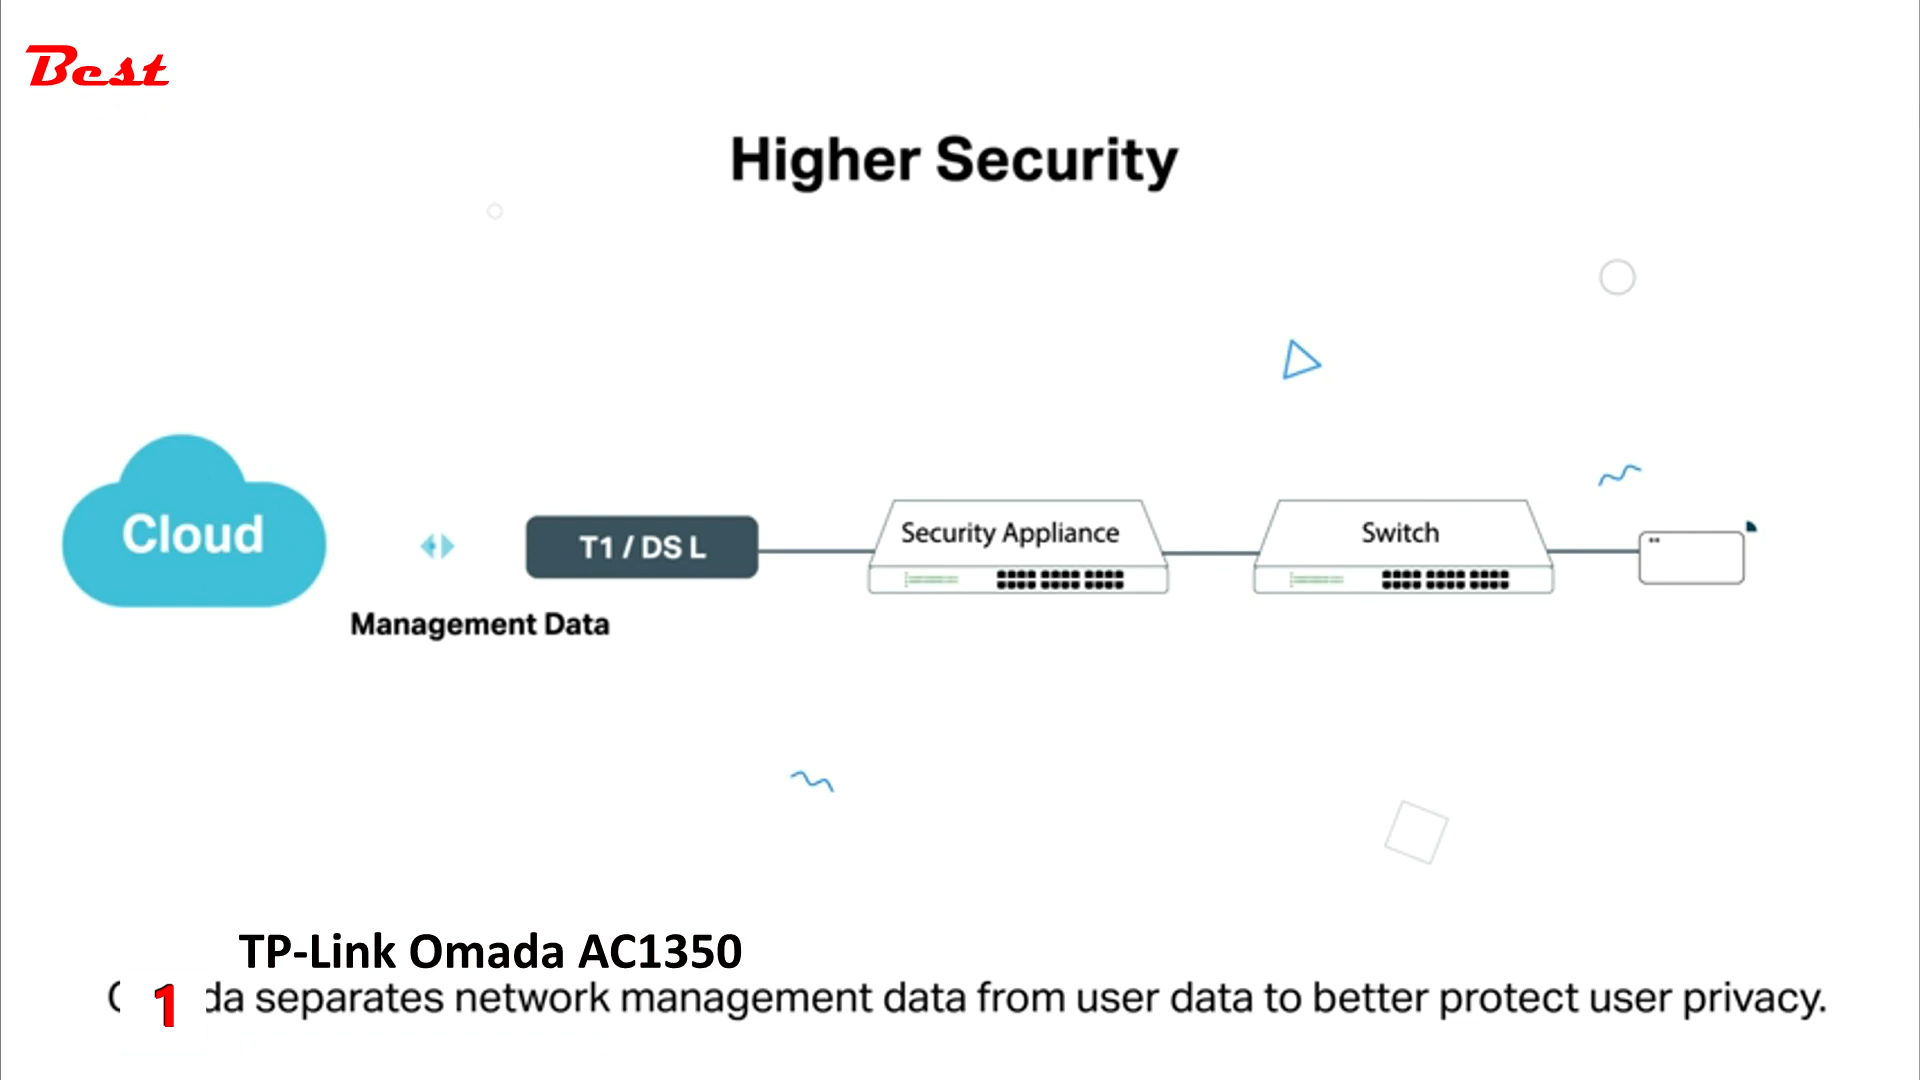 Best
Higher Security
Cloud
T1 / DS L
Security Appliance
Switch
Management Data
TP-Link Omada AC1350
1
da separates network management data from user data to better protect user privacy.